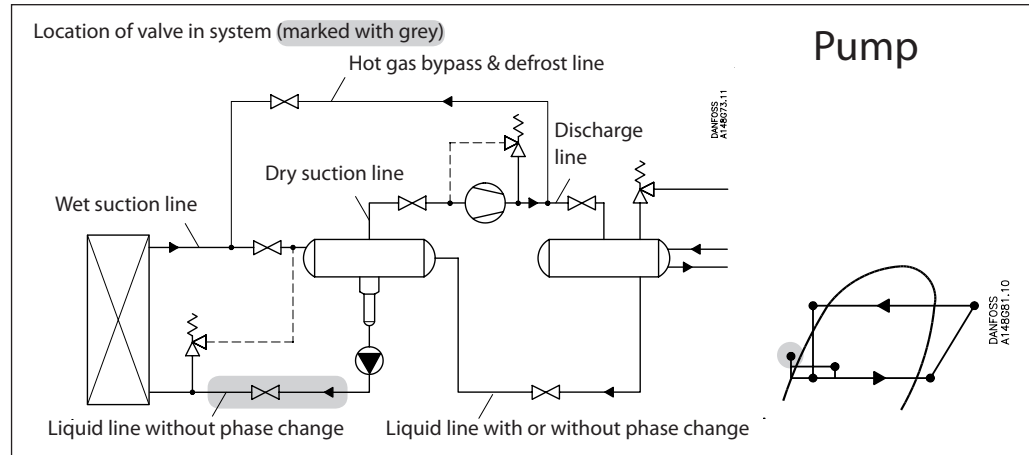 Location of valve in system (marked with grey)
Pump
Hot gas bypass & defrost line
DANFOSS
A148G73.11
Discharge
line
Dry suction line
Wet suction line
DANFOSS
A148G81.10
Liquid line without phase change
Liquid line with or without phase change